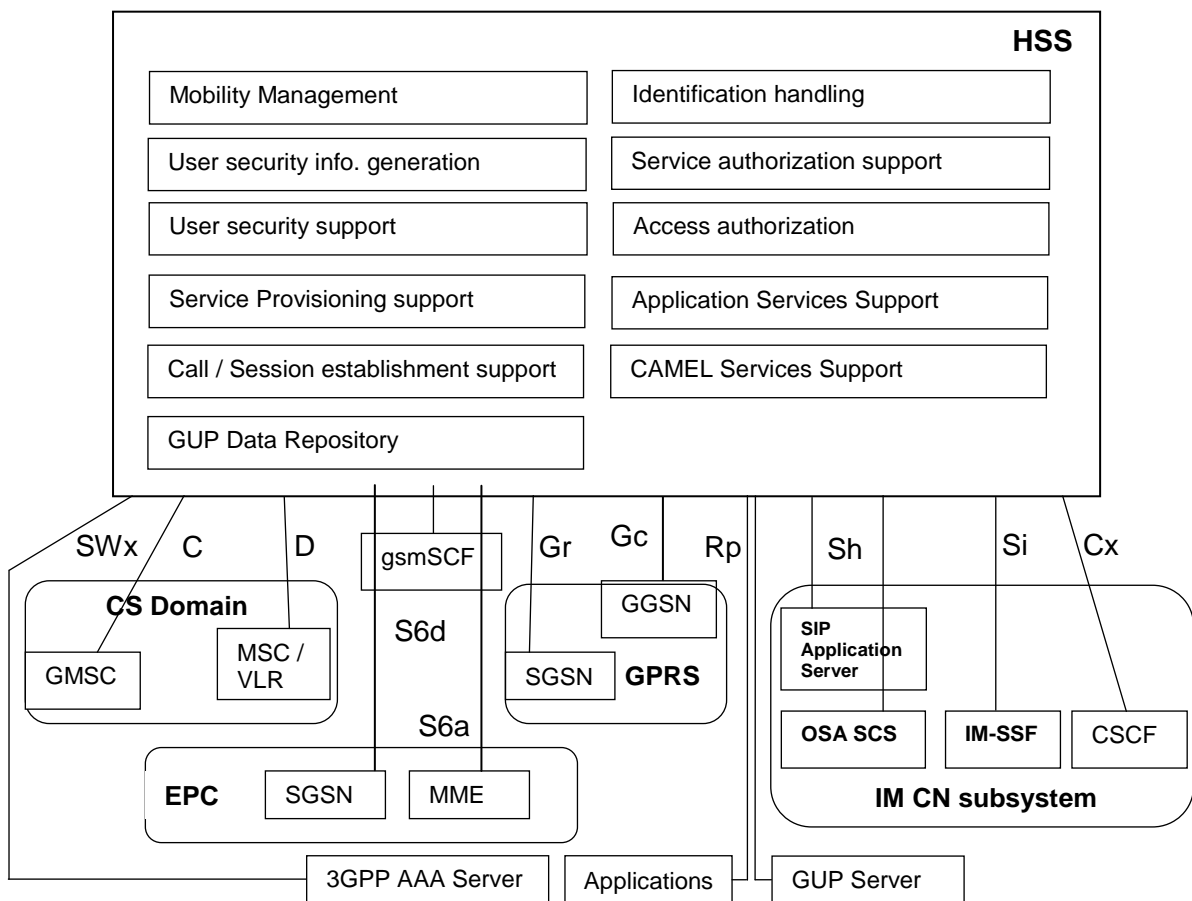 HSS
Mobility Management
Identification handling
User security info. generation
Service authorization support
User security support
Access authorization
Service Provisioning support
Application Services Support
Call / Session establishment support
CAMEL Services Support
GUP Data Repository
SWx
C
D
gsmSCF
Gr
Gc
Rp
Sh
Si
Cx
CS Domain
GMSC
MSC /
VLR
S6d
S6a
GGSN
SGSN
GPRS
SIP
Application
Server
OSA SCS
IM-SSF
CSCF
IM CN subsystem
EPC
SGSN
MME
3GPP AAA Server
Applications
GUP Server